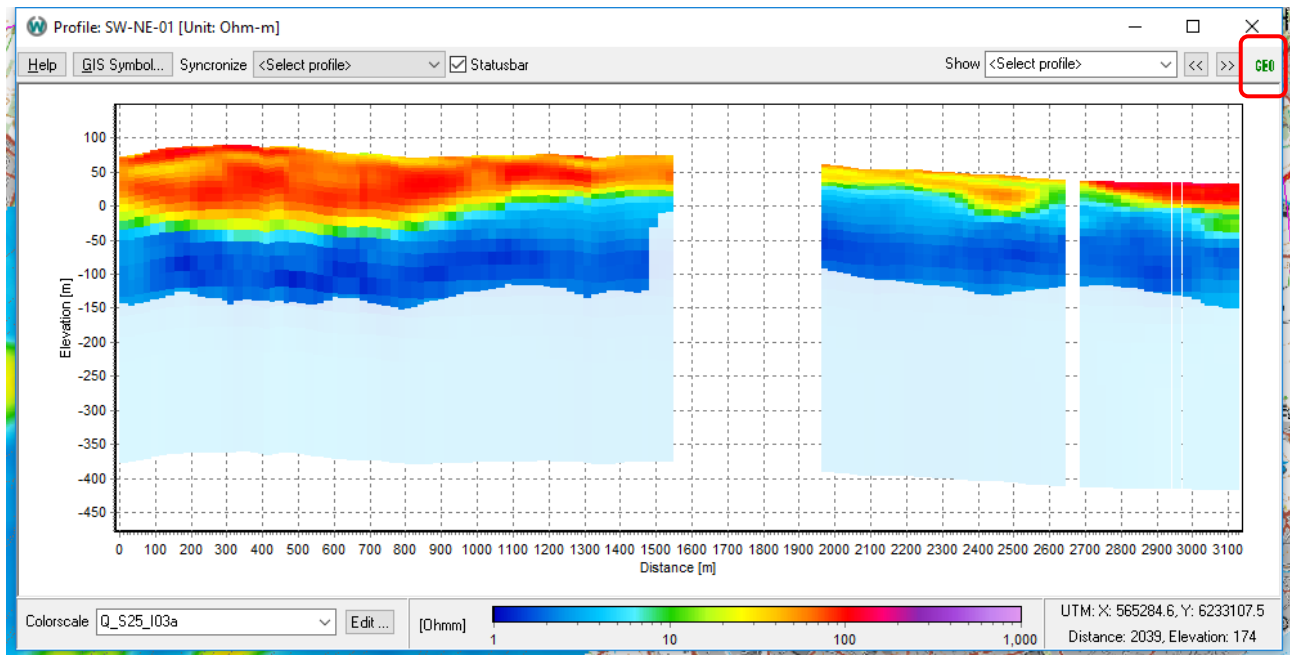 Profile: SW-NE-01 [Unit: Ohm-m]
Help GIS Symbol... Syncronize <Select profile> Statusbar Show <Select profile> << >> GEO
100
50
0
-50
-100
-150
-200
-250
-300
-350
-400
-450
Elevation [m]
0 100 200 300 400 500 600 700 800 900 1000 1100 1200 1300 1400 1500 1600 1700 1800 1900 2000 2100 2200 2300 2400 2500 2600 2700 2800 2900 3000 3100
Distance [m]
Colorscale Q_S25_I03a Edit ... [Ohmm]
1 10 100 1,000
UTM: X: 565284.6, Y: 6233107.5
Distance: 2039, Elevation: 174